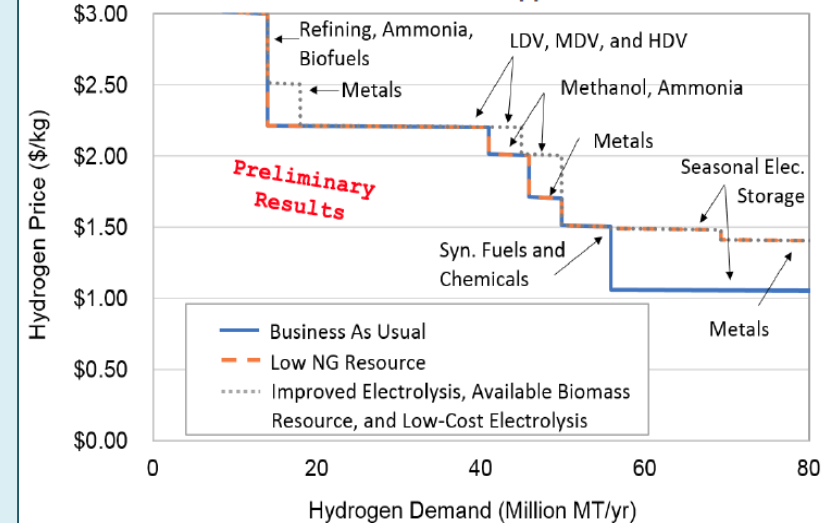 $3.00
$2.50
$2.00
$1.50
$1.00
$0.50
$0.00
Hydrogen Price ($/kg)
Refining, Ammonia,
Biofuels
Metals
LDV, MDV, and HDV
Methanol, Ammonia
Metals
Seasonal Elec.
Storage
Preliminary
Results
Syn. Fuels and
Chemicals
Metals
Business As Usual
Low NG Resource
Improved Electrolysis, Available Biomass
Resource, and Low-Cost Electrolysis
0 20 40 60 80
Hydrogen Demand (Million MT/yr)